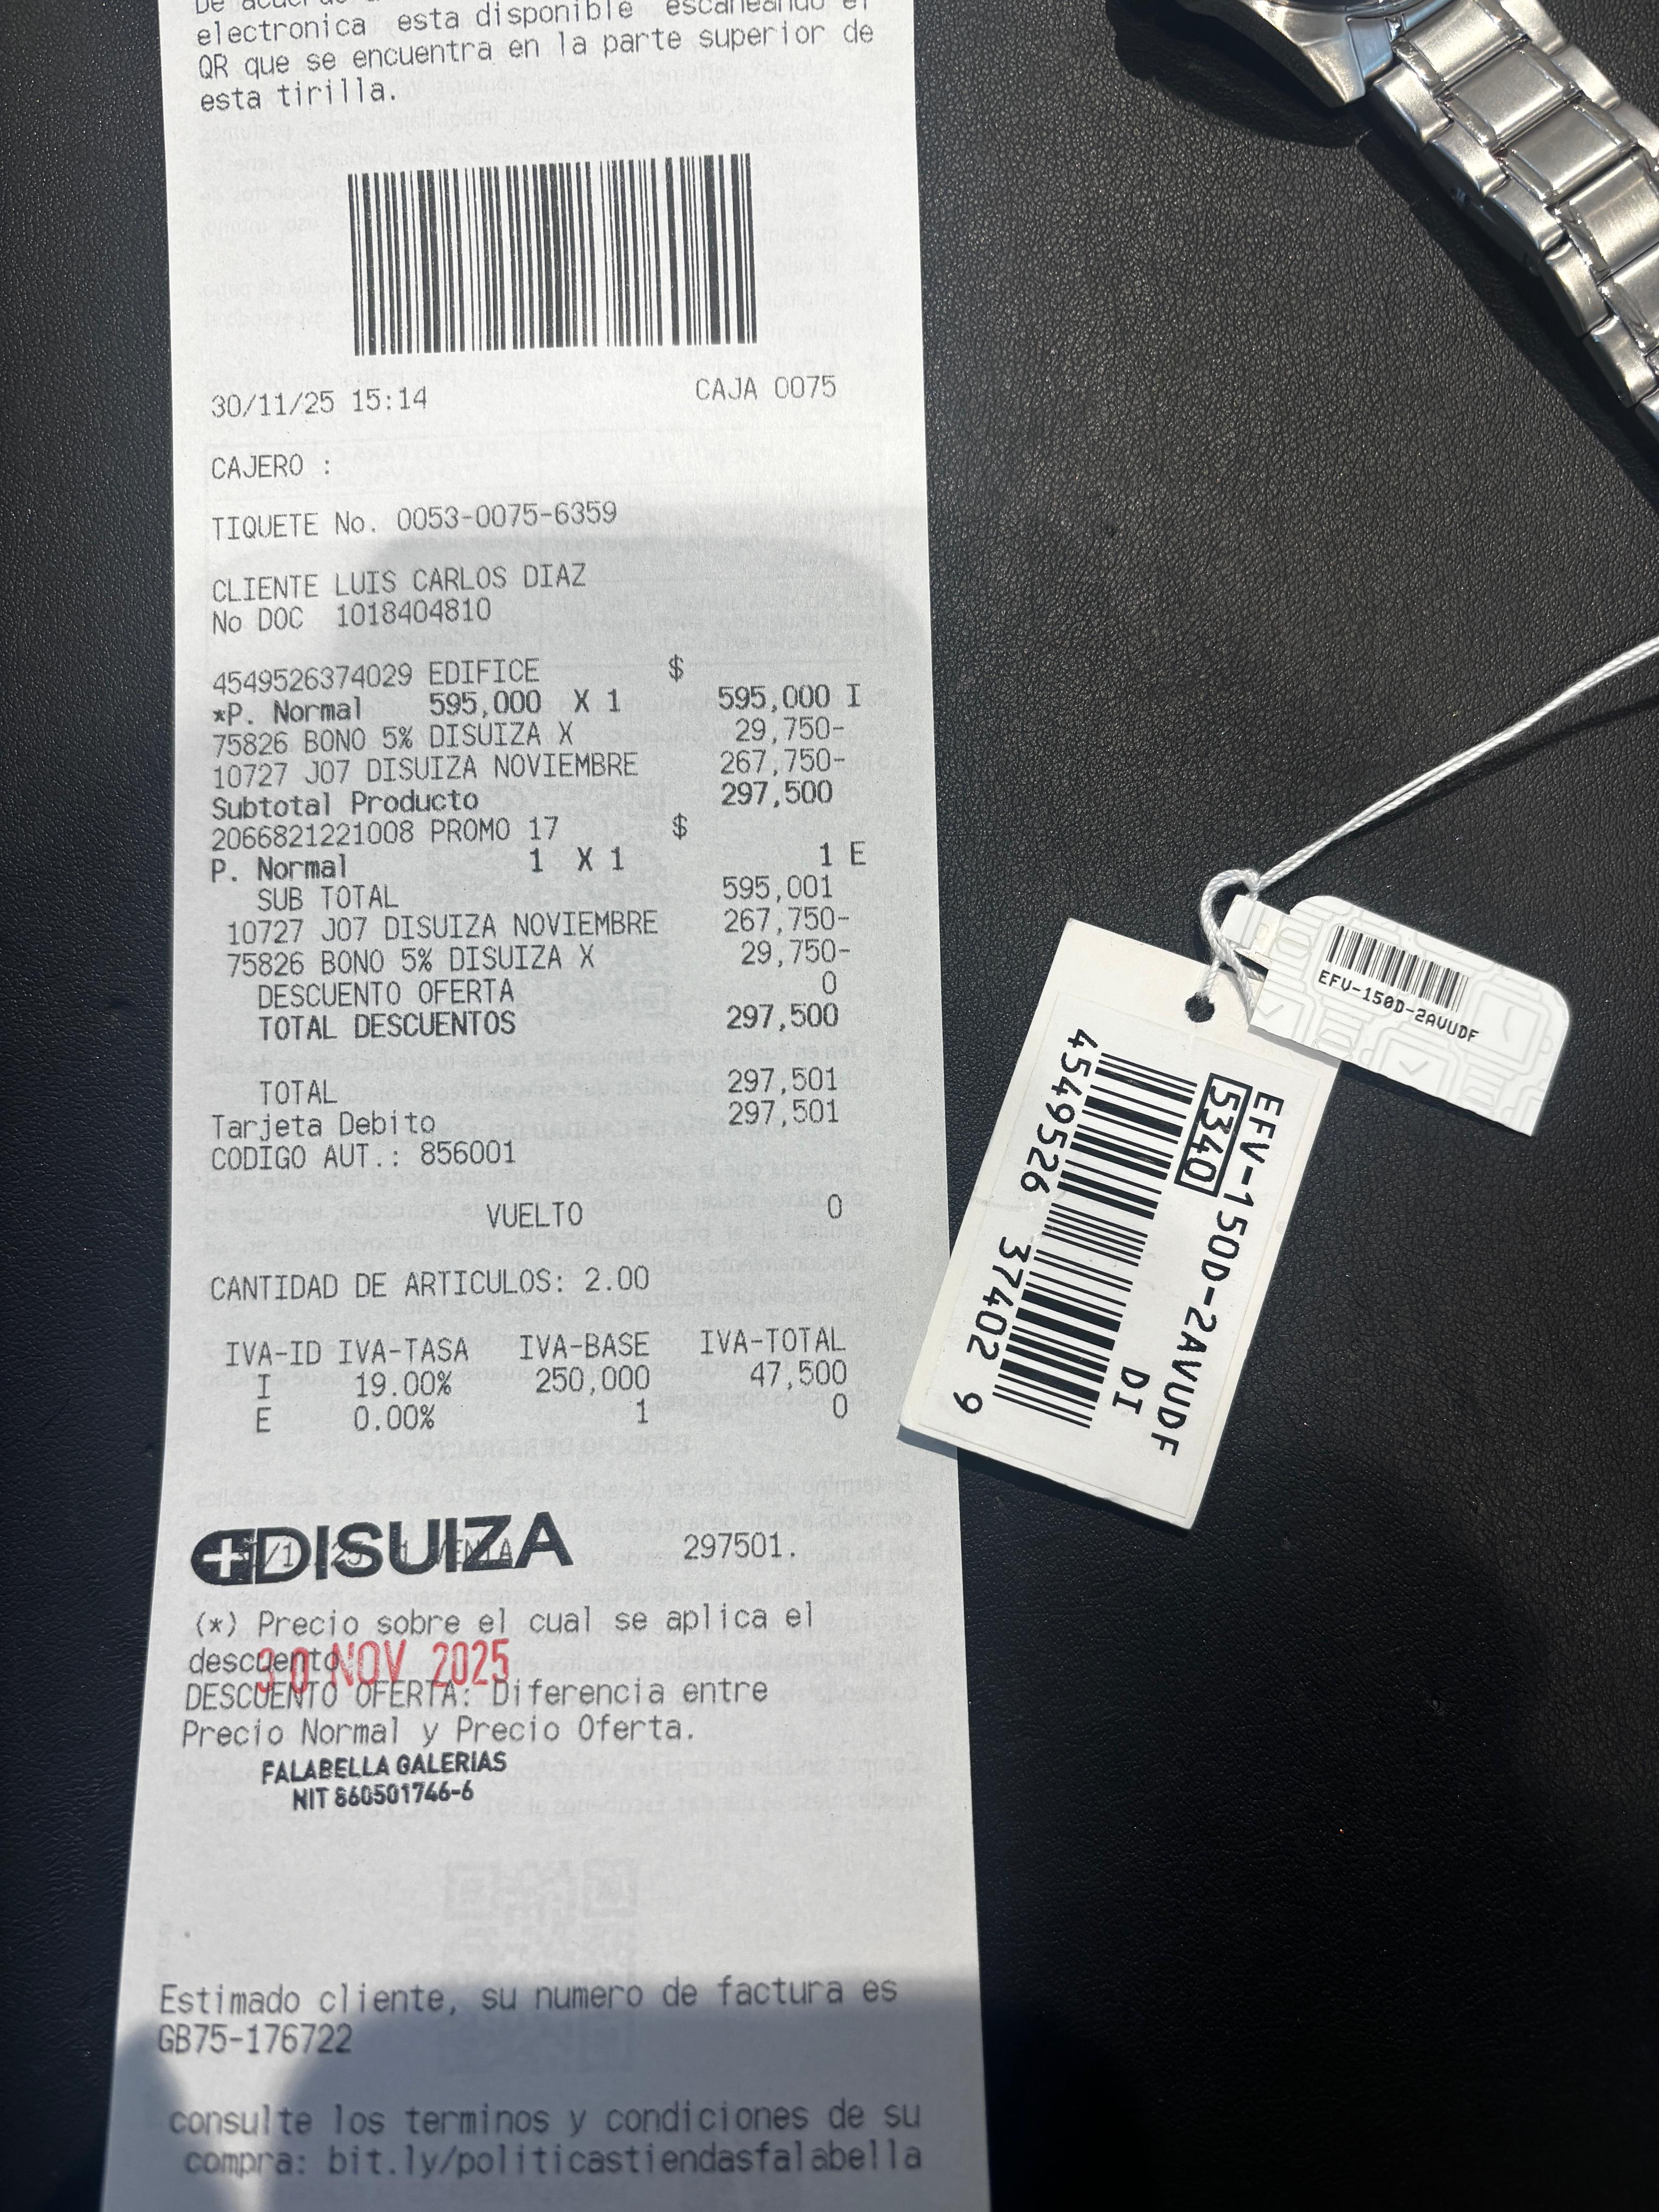 De acuerdo
electronica esta disponible escaneando el
QR que se encuentra en la parte superior de
esta tirilla.
30/11/25 15:14 CAJA 0075
CAJERO :
TIQUETE No. 0053-0075-6359
CLIENTE LUIS CARLOS DIAZ
No DOC 1018404810
4549526374029 EDIFICE $
*P. Normal 595,000 X 1 595,000 I
75826 BONO 5% DISUIZA X 29,750-
10727 J07 DISUIZA NOVIEMBRE 267,750-
Subtotal Producto 297,500
2066821221008 PROMO 17 $
P. Normal 1 X 1 1 E
SUB TOTAL 595,001
10727 J07 DISUIZA NOVIEMBRE 267,750-
75826 BONO 5% DISUIZA X 29,750-
DESCUENTO OFERTA 0
TOTAL DESCUENTOS 297,500
TOTAL 297,501
Tarjeta Debito 297,501
CODIGO AUT.: 856001
VUELTO 0
CANTIDAD DE ARTICULOS: 2.00
IVA-ID IVA-TASA IVA-BASE IVA-TOTAL
I 19.00% 250,000 47,500
E 0.00% 1 0
DISUIZA 297501.
(*) Precio sobre el cual se aplica el
descuento
30 NOV 2025
DESCUENTO OFERTA: Diferencia entre
Precio Normal y Precio Oferta.
FALABELLA GALERIAS
NIT 860501746-6
Estimado cliente, su numero de factura es
GB75-176722
consulte los terminos y condiciones de su
compra: bit.ly/politicastiendasfalabella
EFV-150D-2AVUDF
EFV-150D-2AVUDF
5340 DI
4549526 37402 9